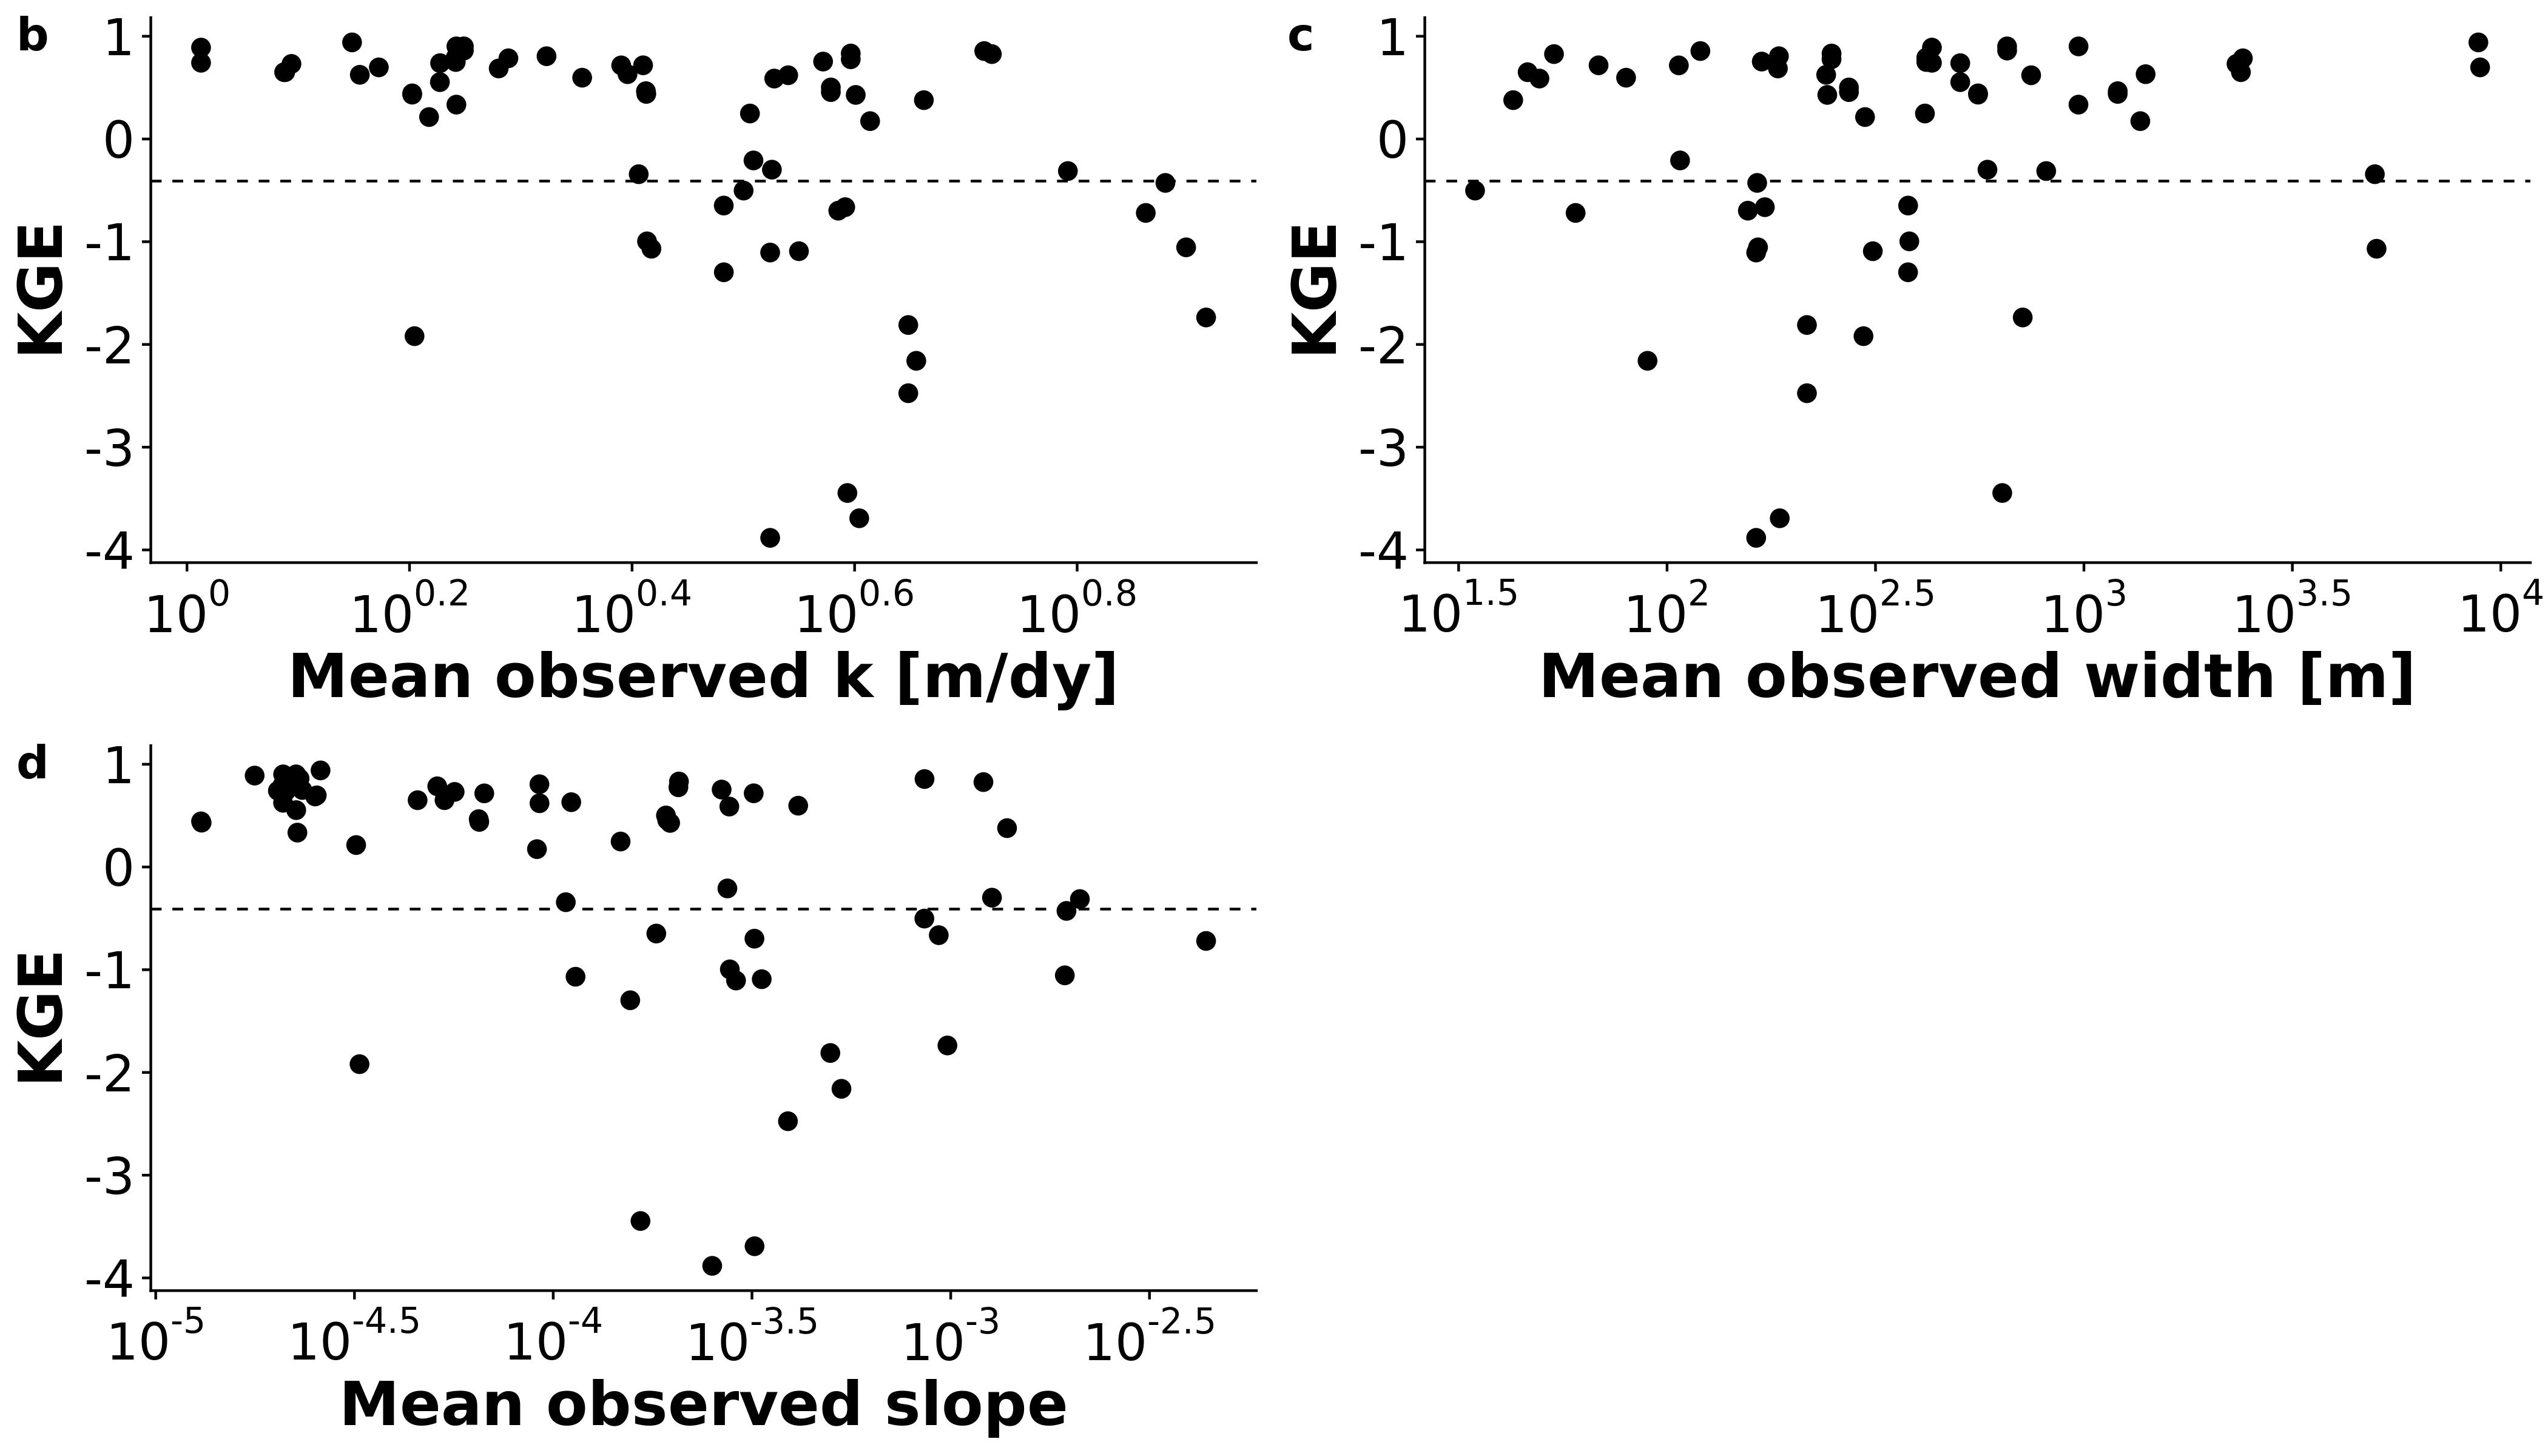 b
1
0
-1
-2
-3
-4
KGE
10^0 10^0.2 10^0.4 10^0.6 10^0.8
Mean observed k [m/dy]
c
1
0
-1
-2
-3
-4
KGE
10^1.5 10^2 10^2.5 10^3 10^3.5 10^4
Mean observed width [m]
d
1
0
-1
-2
-3
-4
KGE
10^-5 10^-4.5 10^-4 10^-3.5 10^-3 10^-2.5
Mean observed slope